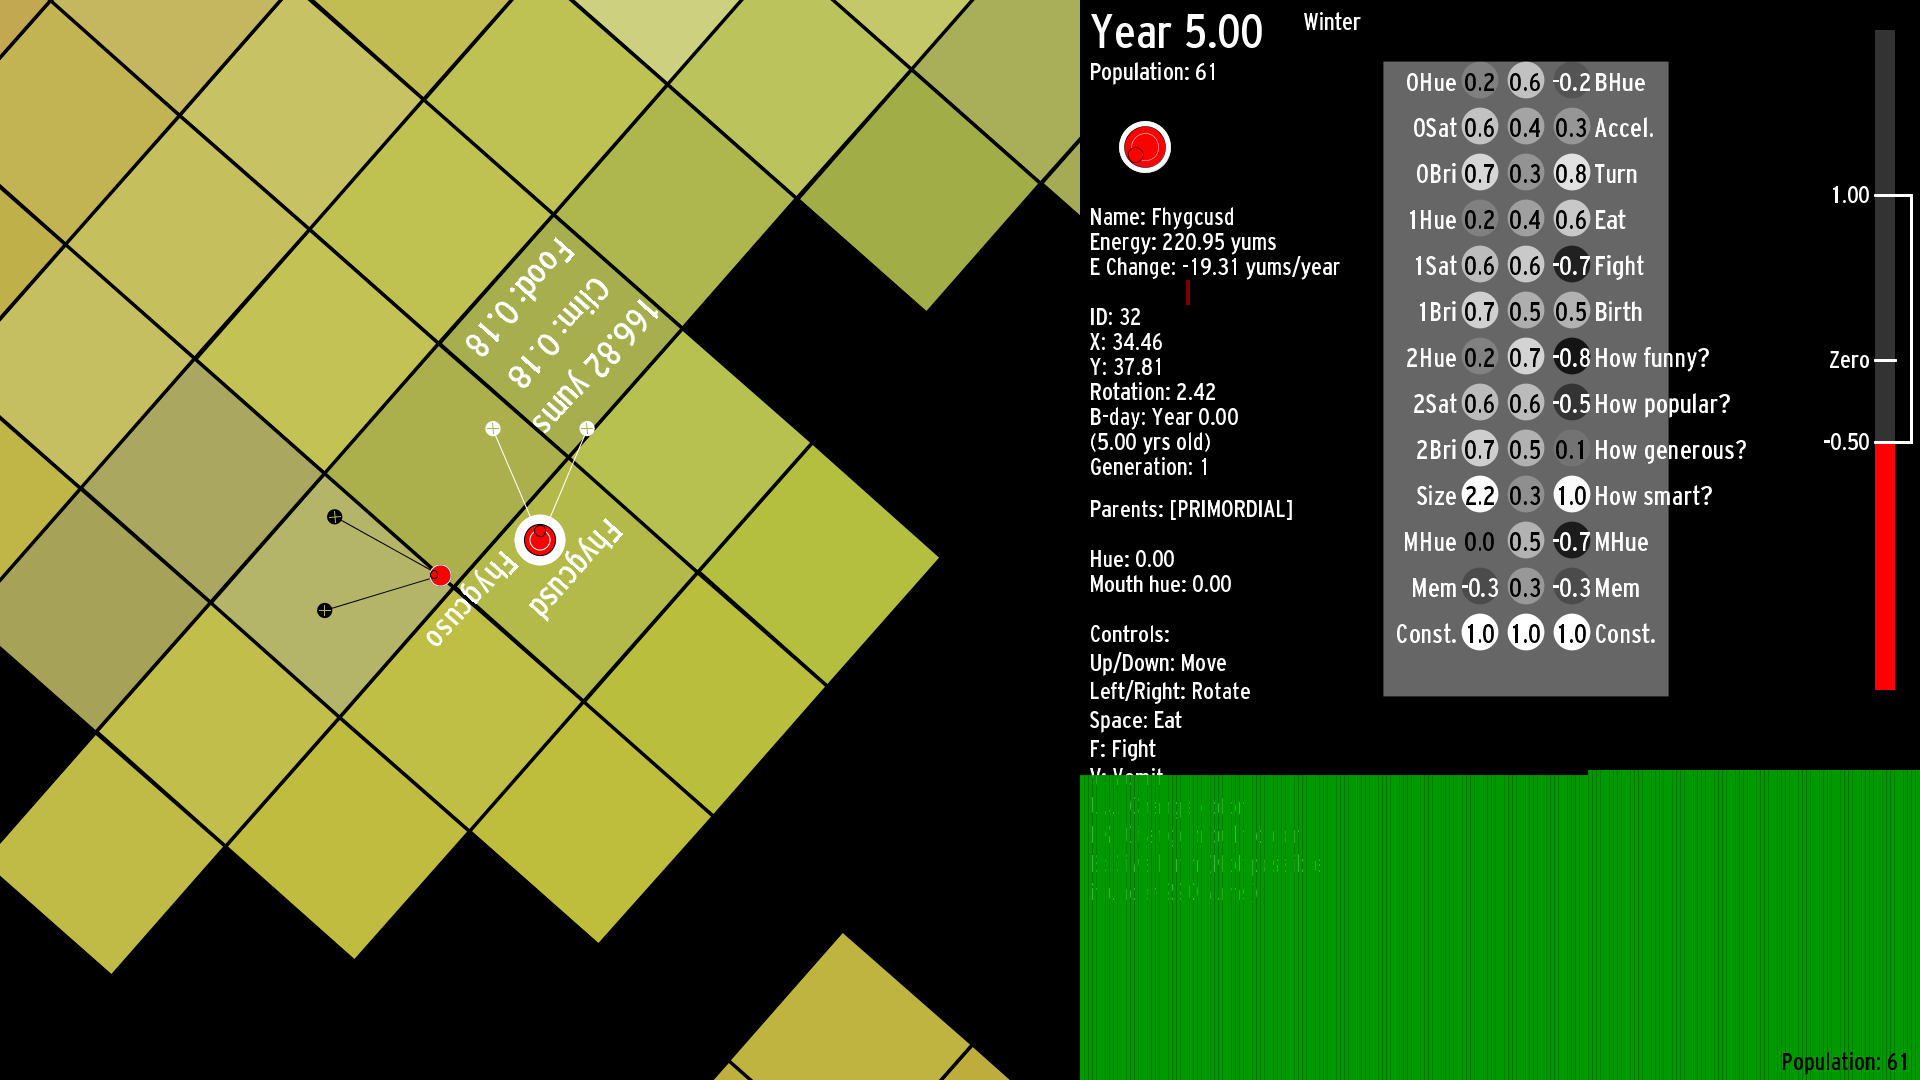 Year 5.00
Winter
Population: 61
Name: Fhygcusd
Energy: 220.95 yums
E Change: -19.31 yums/year
ID: 32
X: 34.46
Y: 37.81
Rotation: 2.42
B-day: Year 0.00
(5.00 yrs old)
Generation: 1
Parents: [PRIMORDIAL]
Hue: 0.00
Mouth hue: 0.00
Controls:
Up/Down: Move
Left/Right: Rotate
Space: Eat
F: Fight
V: Vomit
0Hue 0.2 0.6 -0.2 BHue
0Sat 0.6 0.4 0.3 Accel.
0Bri 0.7 0.3 0.8 Turn
1Hue 0.2 0.4 0.6 Eat
1Sat 0.6 0.6 -0.7 Fight
1Bri 0.7 0.5 0.5 Birth
2Hue 0.2 0.7 -0.8 How funny?
2Sat 0.6 0.6 -0.5 How popular?
2Bri 0.7 0.5 0.1 How generous?
Size 2.2 0.3 1.0 How smart?
MHue 0.0 0.5 -0.7 MHue
Mem -0.3 0.3 -0.3 Mem
Const. 1.0 1.0 1.0 Const.
1.00
Zero
-0.50
166.82 yums
Clim: 0.18
Food: 0.18
Fhygcusd
Fhygcuso
Population: 61